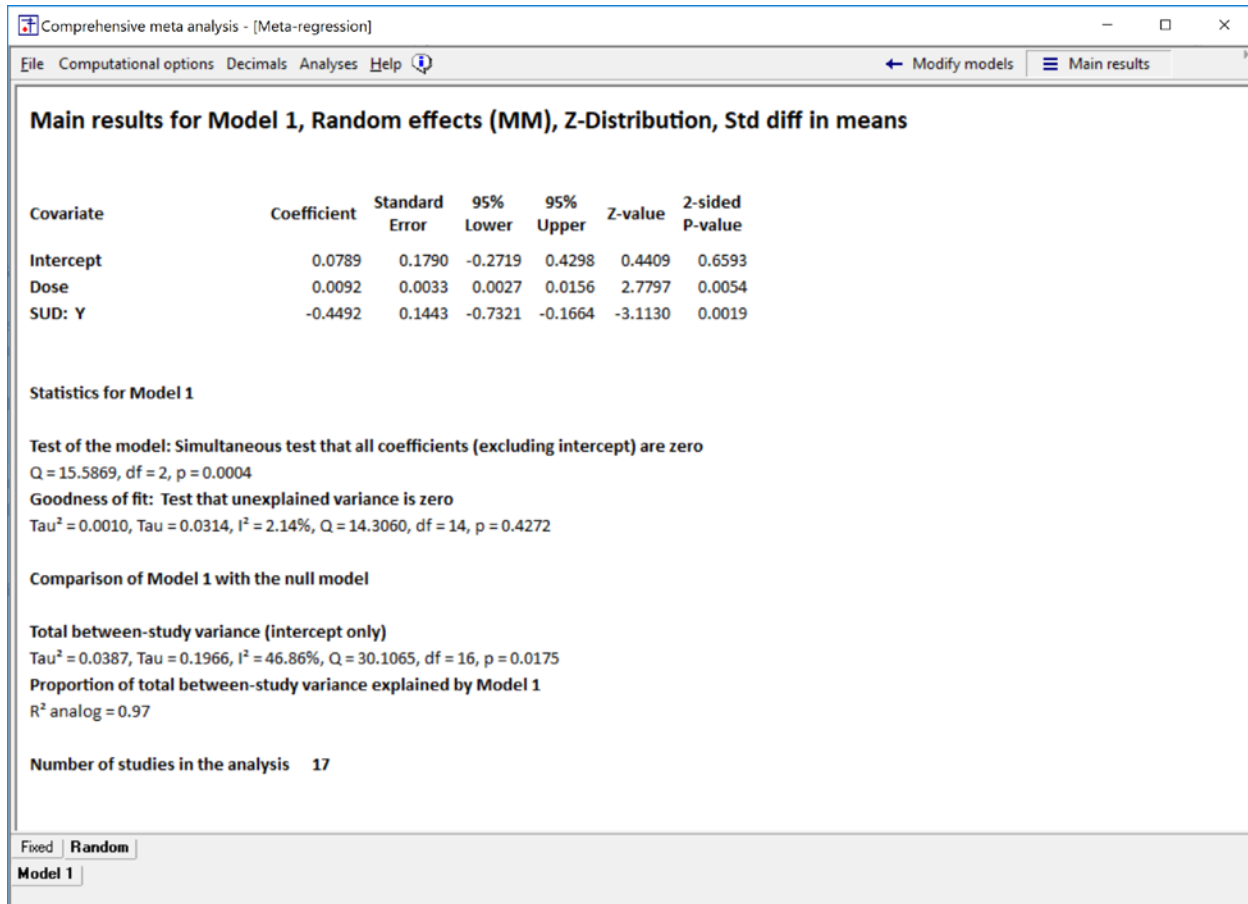 Comprehensive meta analysis - [Meta-regression]
File Computational options Decimals Analyses Help Modify models Main results
Main results for Model 1, Random effects (MM), Z-Distribution, Std diff in means
Covariate Coefficient Standard Error 95% Lower 95% Upper Z-value 2-sided P-value
Intercept 0.0789 0.1790 -0.2719 0.4298 0.4409 0.6593
Dose 0.0092 0.0033 0.0027 0.0156 2.7797 0.0054
SUD: Y -0.4492 0.1443 -0.7321 -0.1664 -3.1130 0.0019
Statistics for Model 1
Test of the model: Simultaneous test that all coefficients (excluding intercept) are zero
Q = 15.5869, df = 2, p = 0.0004
Goodness of fit: Test that unexplained variance is zero
Tau² = 0.0010, Tau = 0.0314, I² = 2.14%, Q = 14.3060, df = 14, p = 0.4272
Comparison of Model 1 with the null model
Total between-study variance (intercept only)
Tau² = 0.0387, Tau = 0.1966, I² = 46.86%, Q = 30.1065, df = 16, p = 0.0175
Proportion of total between-study variance explained by Model 1
R² analog = 0.97
Number of studies in the analysis 17
Fixed Random
Model 1